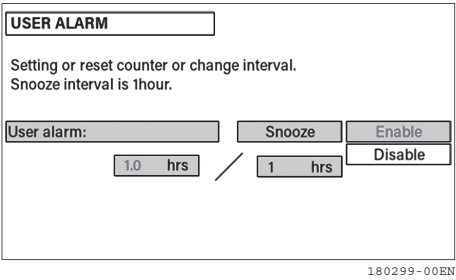 USER ALARM
Setting or reset counter or change interval.
Snooze interval is 1hour.
User alarm: Snooze Enable
Disable
1.0 hrs / 1 hrs
180299-00EN